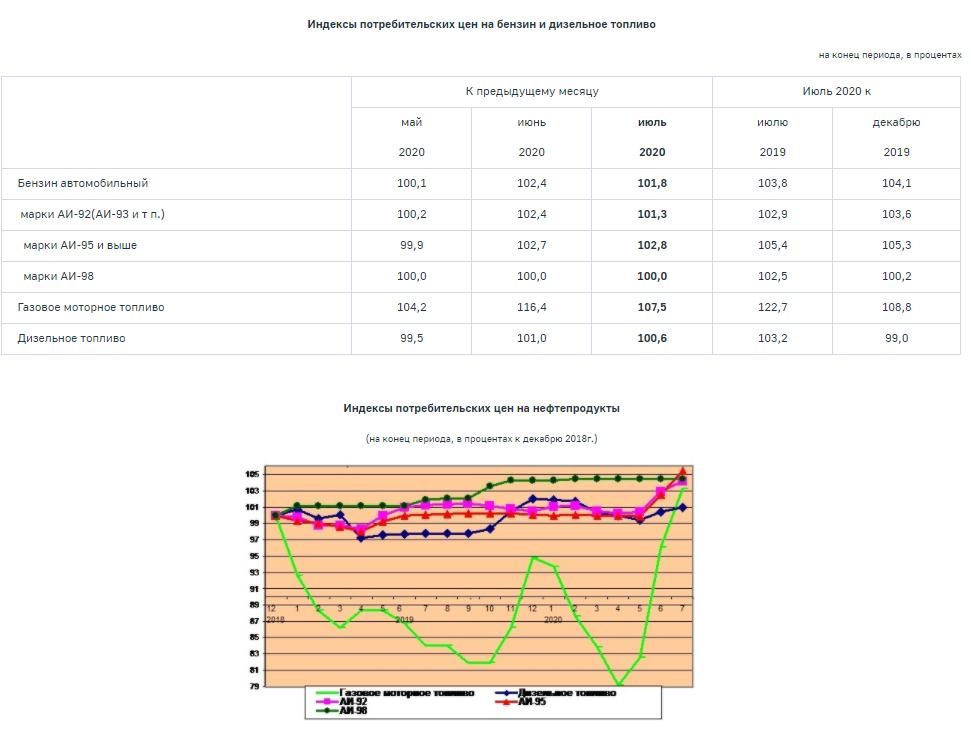 Индексы потребительских цен на бензин и дизельное топливо
на конец периода, в процентах
К предыдущему месяцу Июль 2020 к
май июнь июль июлю декабрю
2020 2020 2020 2019 2019
Бензин автомобильный 100,1 102,4 101,8 103,8 104,1
марки АИ-92(АИ-93 и т п.) 100,2 102,4 101,3 102,9 103,6
марки АИ-95 и выше 99,9 102,7 102,8 105,4 105,3
марки АИ-98 100,0 100,0 100,0 102,5 100,2
Газовое моторное топливо 104,2 116,4 107,5 122,7 108,8
Дизельное топливо 99,5 101,0 100,6 103,2 99,0
Индексы потребительских цен на нефтепродукты
(на конец периода, в процентах к декабрю 2018г.)
105
103
101
99
97
95
93
91
89
12 1 2 3 4 5 6 7 8 9 10 11 12 1 2 3 4 5 6 7
87
2018 2019 2020
85
83
81
79
Газовое моторное топливо Дизельное топливо
АИ-92 АИ-95
АИ-98